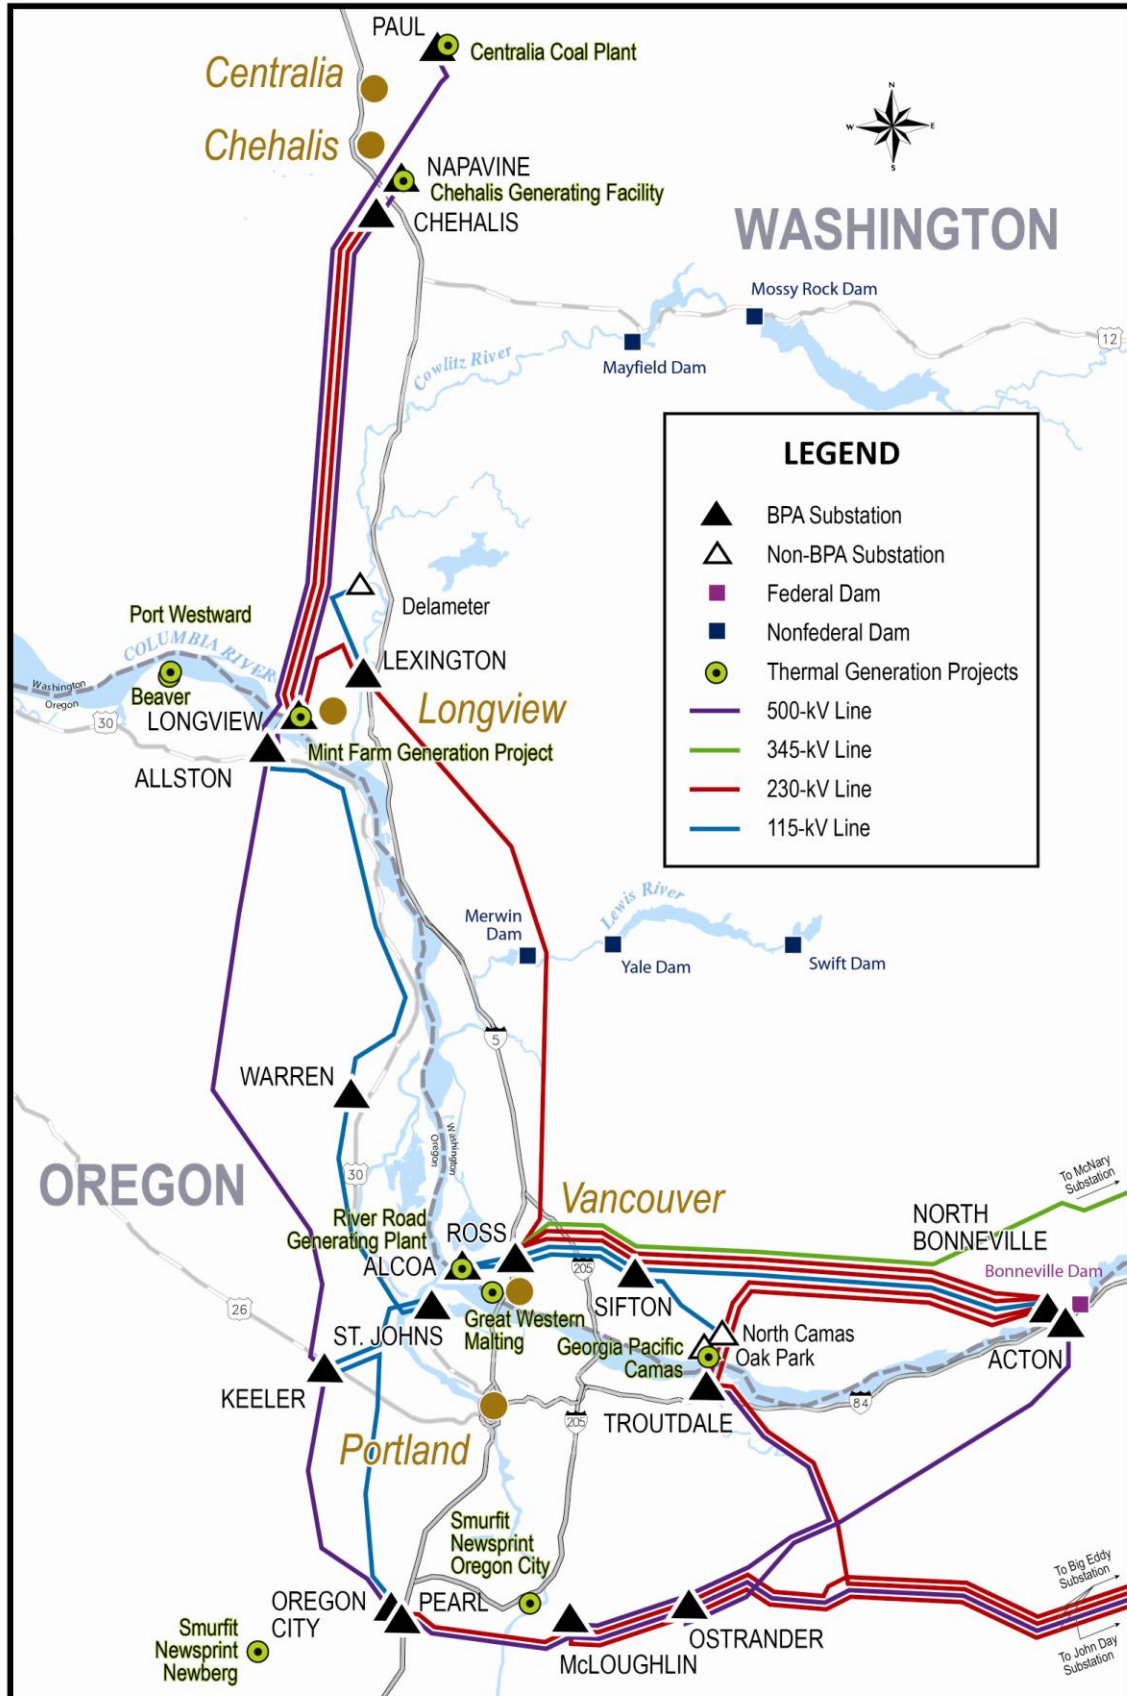 PAUL
Centralia Coal Plant
Centralia
Chehalis
NAPAVINE
Chehalis Generating Facility
CHEHALIS
N
W
E
S
WASHINGTON
Mossy Rock Dam
12
Cowlitz River
Mayfield Dam
LEGEND
BPA Substation
Non-BPA Substation
Federal Dam
Nonfederal Dam
Thermal Generation Projects
500-kV Line
345-kV Line
230-kV Line
115-kV Line
Delameter
Port Westward
COLUMBIA RIVER
Washington
Oregon
Beaver
30
LEXINGTON
LONGVIEW
Longview
Mint Farm Generation Project
ALLSTON
Merwin
Dam
Lewis River
Yale Dam
Swift Dam
5
WARREN
Washington
Oregon
30
OREGON
To McNary
Substation
Vancouver
NORTH
BONNEVILLE
River Road
Generating Plant
ROSS
ALCOA
205
Bonneville Dam
SIFTON
26
ST. JOHNS
Great Western
Malting
Georgia Pacific
Camas
North Camas
Oak Park
ACTON
KEELER
TROUTDALE
84
205
Portland
Smurfit
Newsprint
Oregon City
To Big Eddy
Substation
OREGON
CITY
PEARL
Smurfit
Newsprint
Newberg
OSTRANDER
McLOUGHLIN
To John Day
Substation